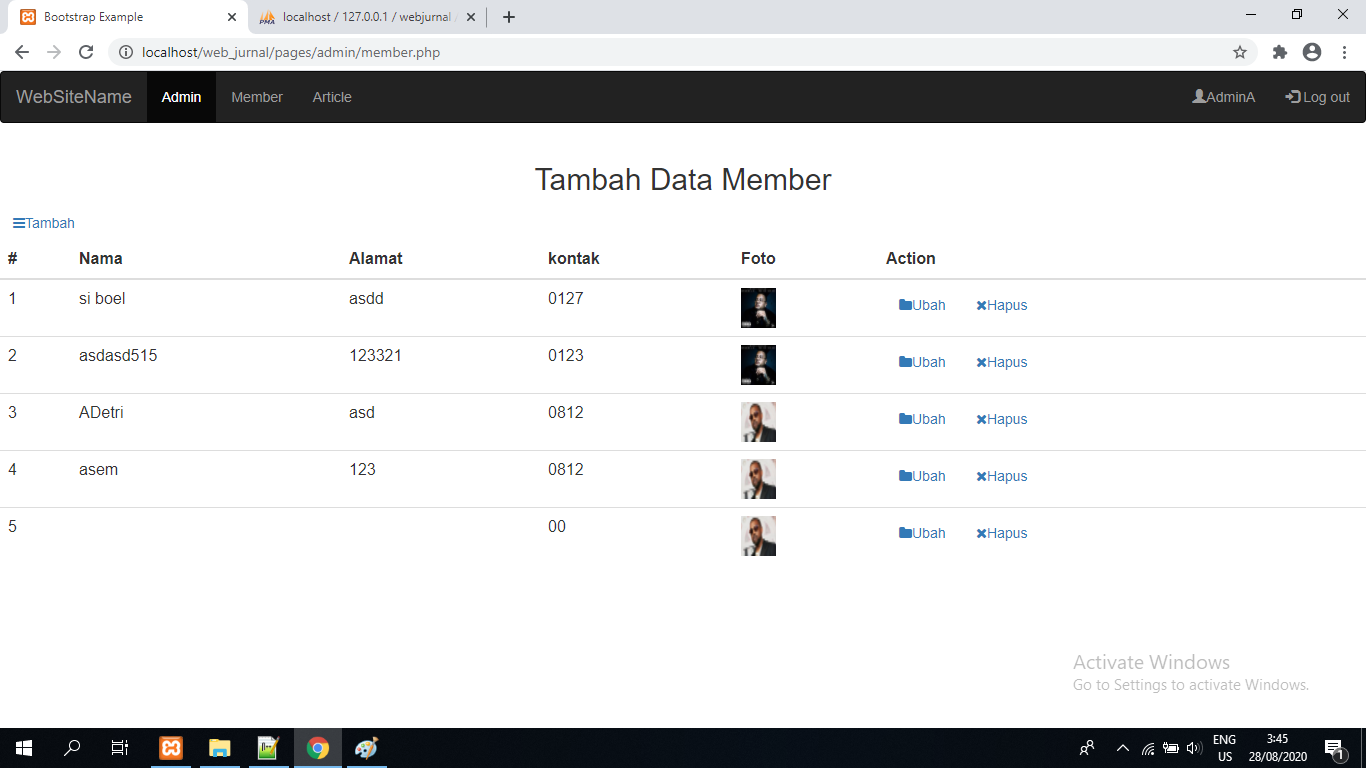 Bootstrap Example
localhost / 127.0.0.1 / webjurnal
localhost/web_jurnal/pages/admin/member.php
WebSiteName Admin Member Article AdminA Log out
Tambah Data Member
Tambah
# Nama Alamat kontak Foto Action
1 si boel asdd 0127 Ubah Hapus
2 asdasd515 123321 0123 Ubah Hapus
3 ADetri asd 0812 Ubah Hapus
4 asem 123 0812 Ubah Hapus
5 00 Ubah Hapus
Activate Windows
Go to Settings to activate Windows.
ENG
US
3:45
28/08/2020
1